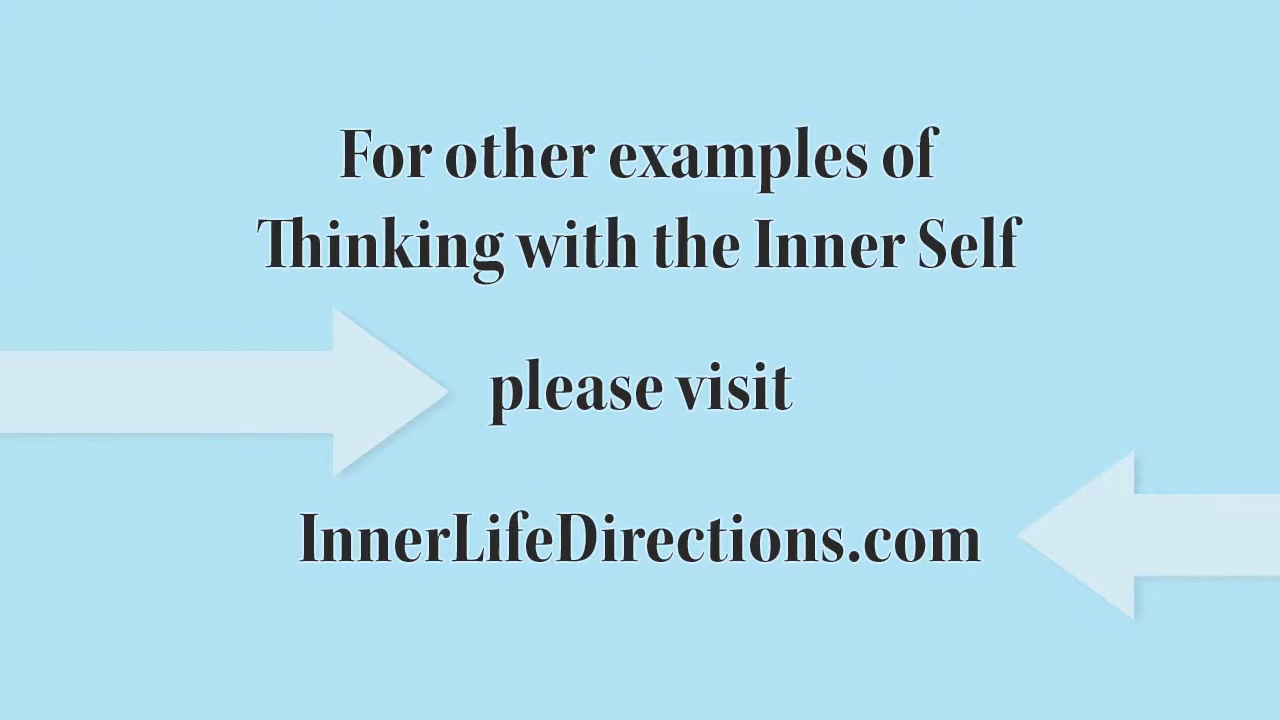 For other examples of
Thinking with the Inner Self
please visit
InnerLifeDirections.com